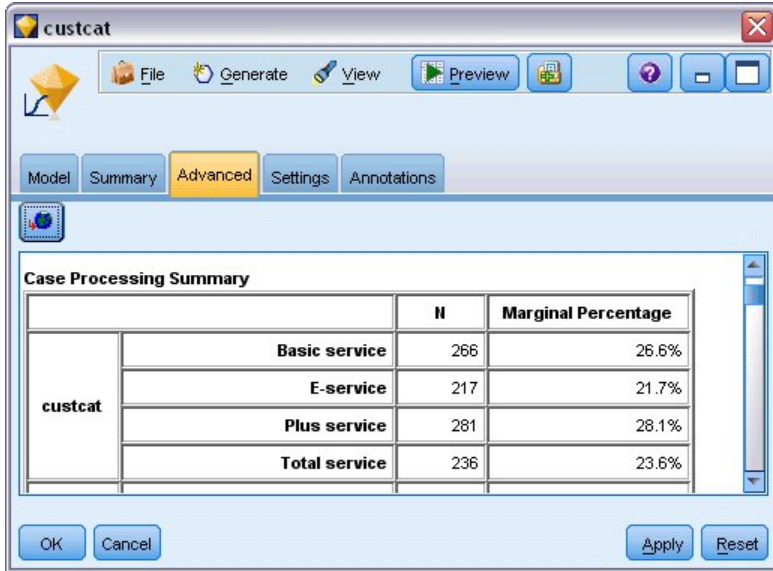 custcat
File Generate View Preview
Model Summary Advanced Settings Annotations
Case Processing Summary
N Marginal Percentage
custcat
Basic service 266 26.6%
E-service 217 21.7%
Plus service 281 28.1%
Total service 236 23.6%
OK Cancel Apply Reset